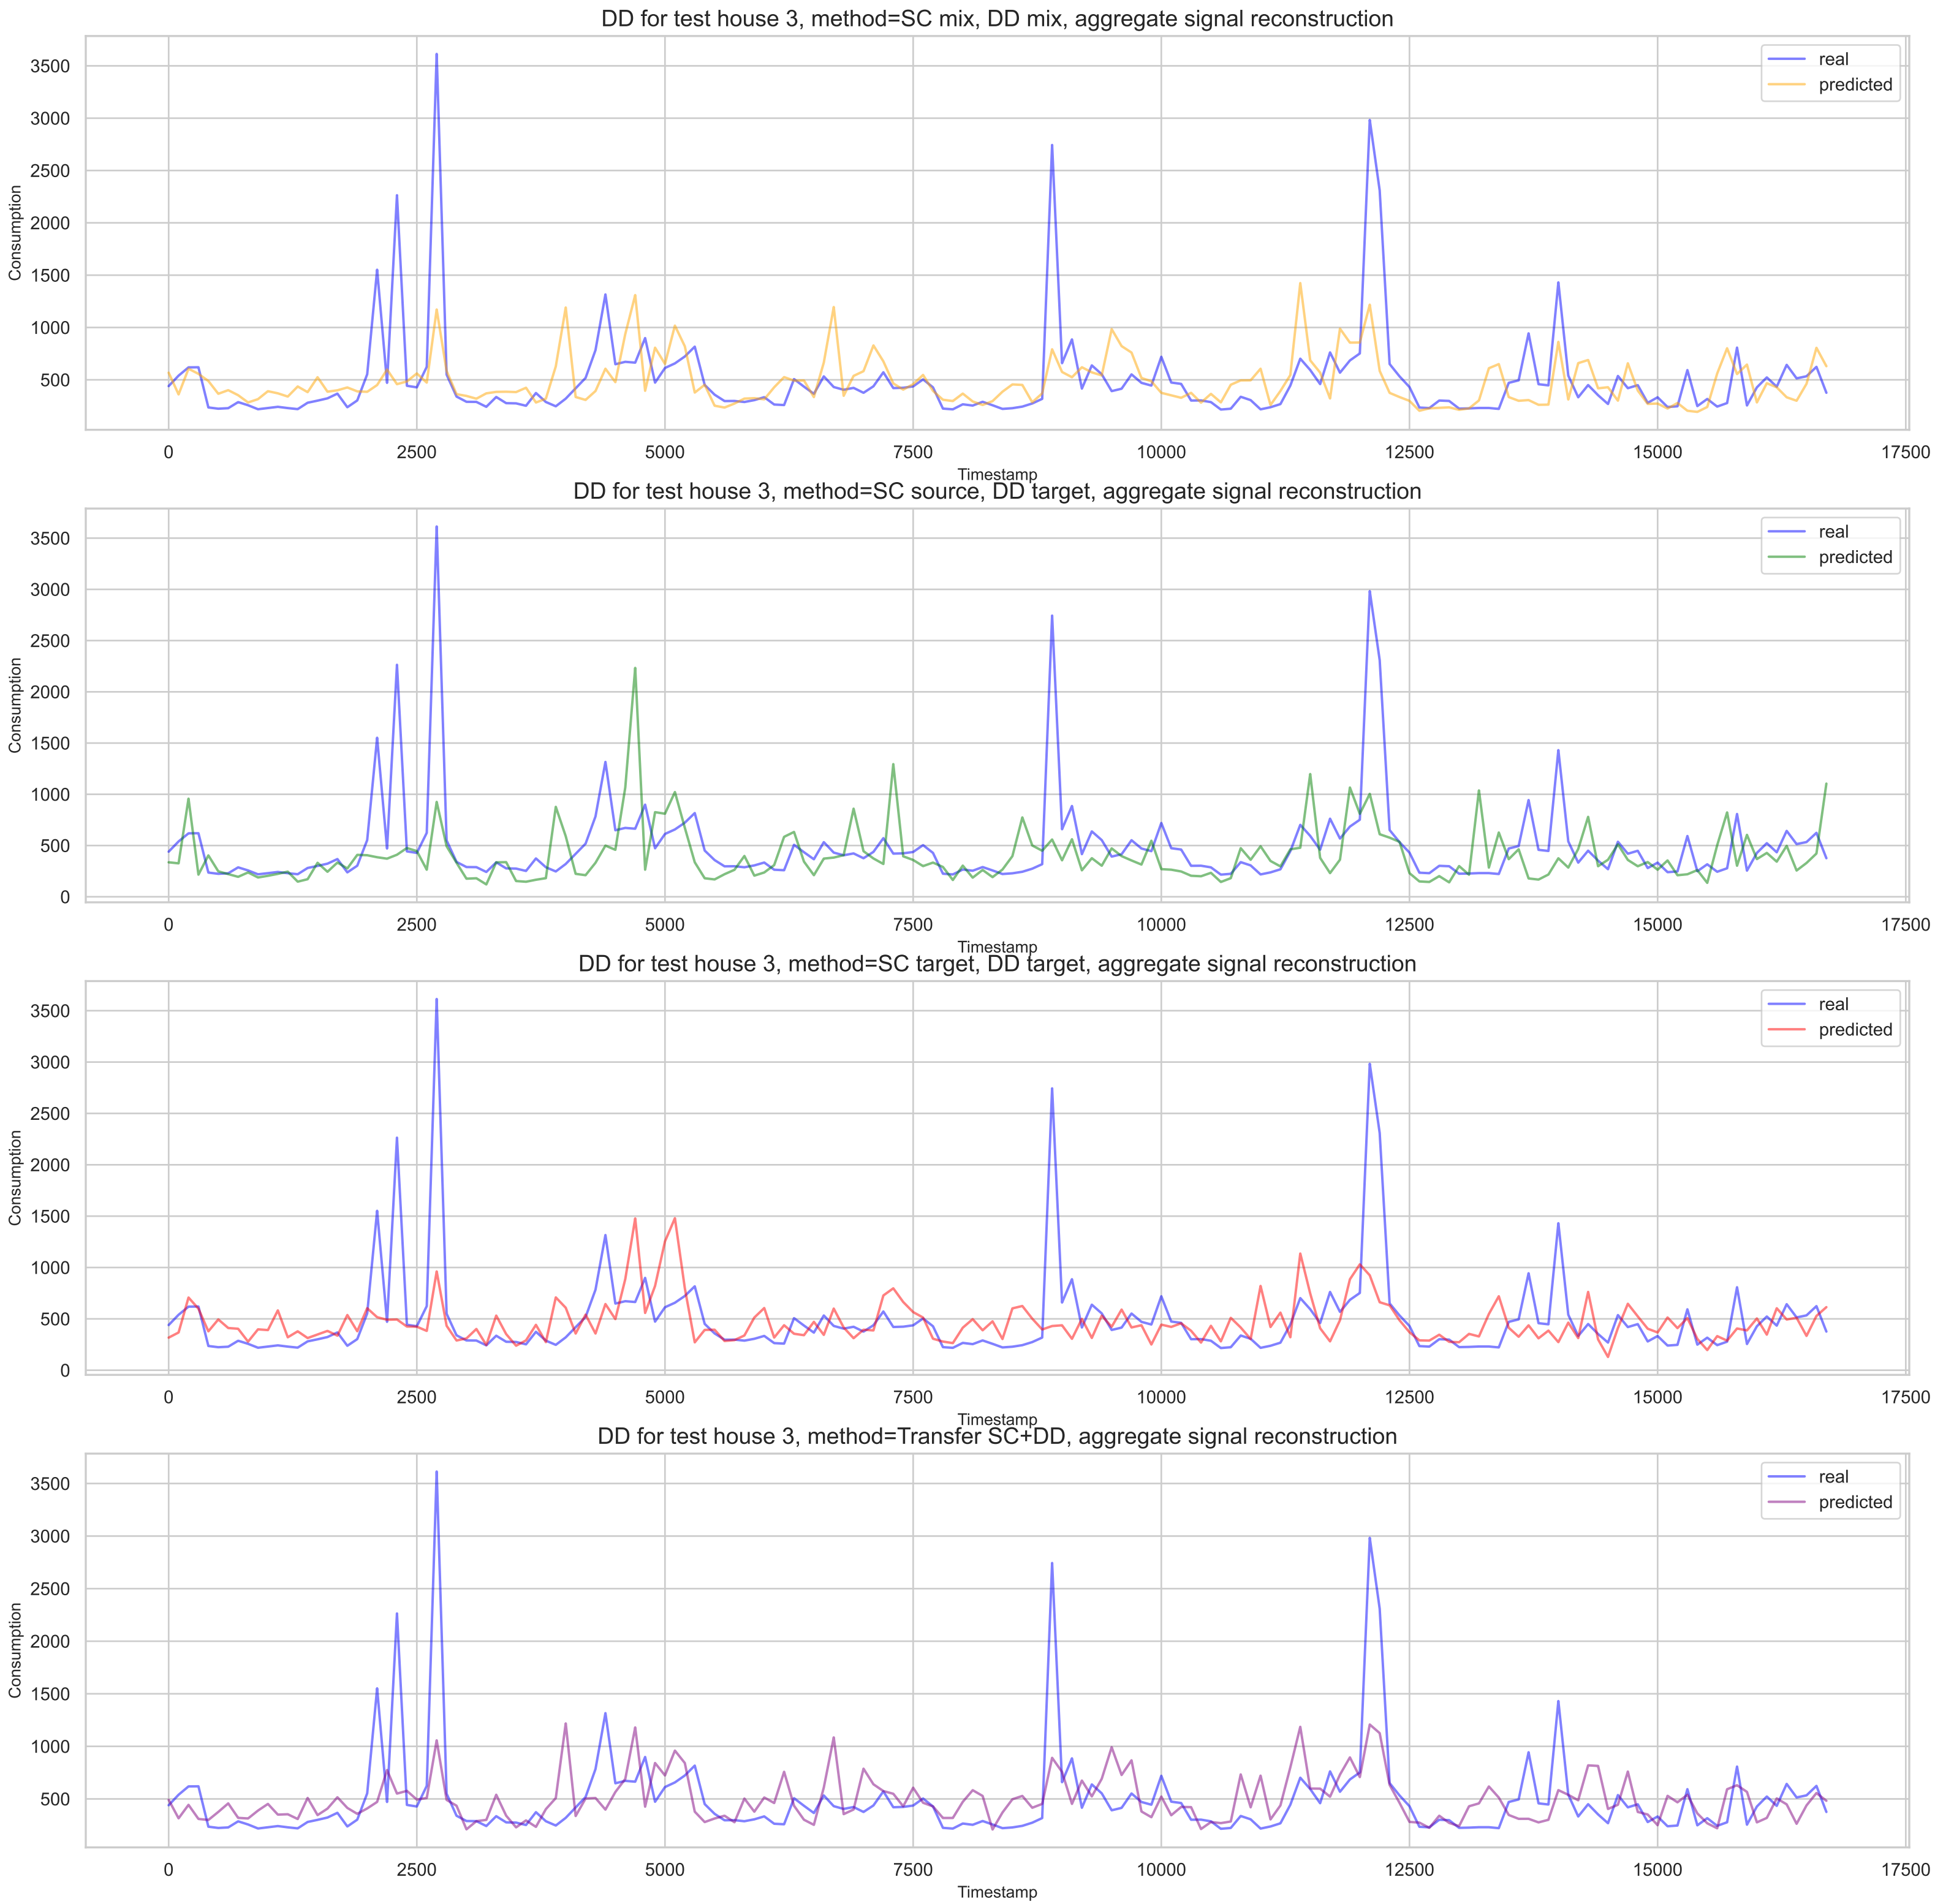 DD for test house 3, method=SC mix, DD mix, aggregate signal reconstruction
real
predicted
3500
3000
2500
2000
1500
1000
500
Consumption
0 2500 5000 7500 10000 12500 15000 17500
Timestamp
DD for test house 3, method=SC source, DD target, aggregate signal reconstruction
real
predicted
3500
3000
2500
2000
1500
1000
500
0
Consumption
0 2500 5000 7500 10000 12500 15000 17500
Timestamp
DD for test house 3, method=SC target, DD target, aggregate signal reconstruction
real
predicted
3500
3000
2500
2000
1500
1000
500
0
Consumption
0 2500 5000 7500 10000 12500 15000 17500
Timestamp
DD for test house 3, method=Transfer SC+DD, aggregate signal reconstruction
real
predicted
3500
3000
2500
2000
1500
1000
500
Consumption
0 2500 5000 7500 10000 12500 15000 17500
Timestamp